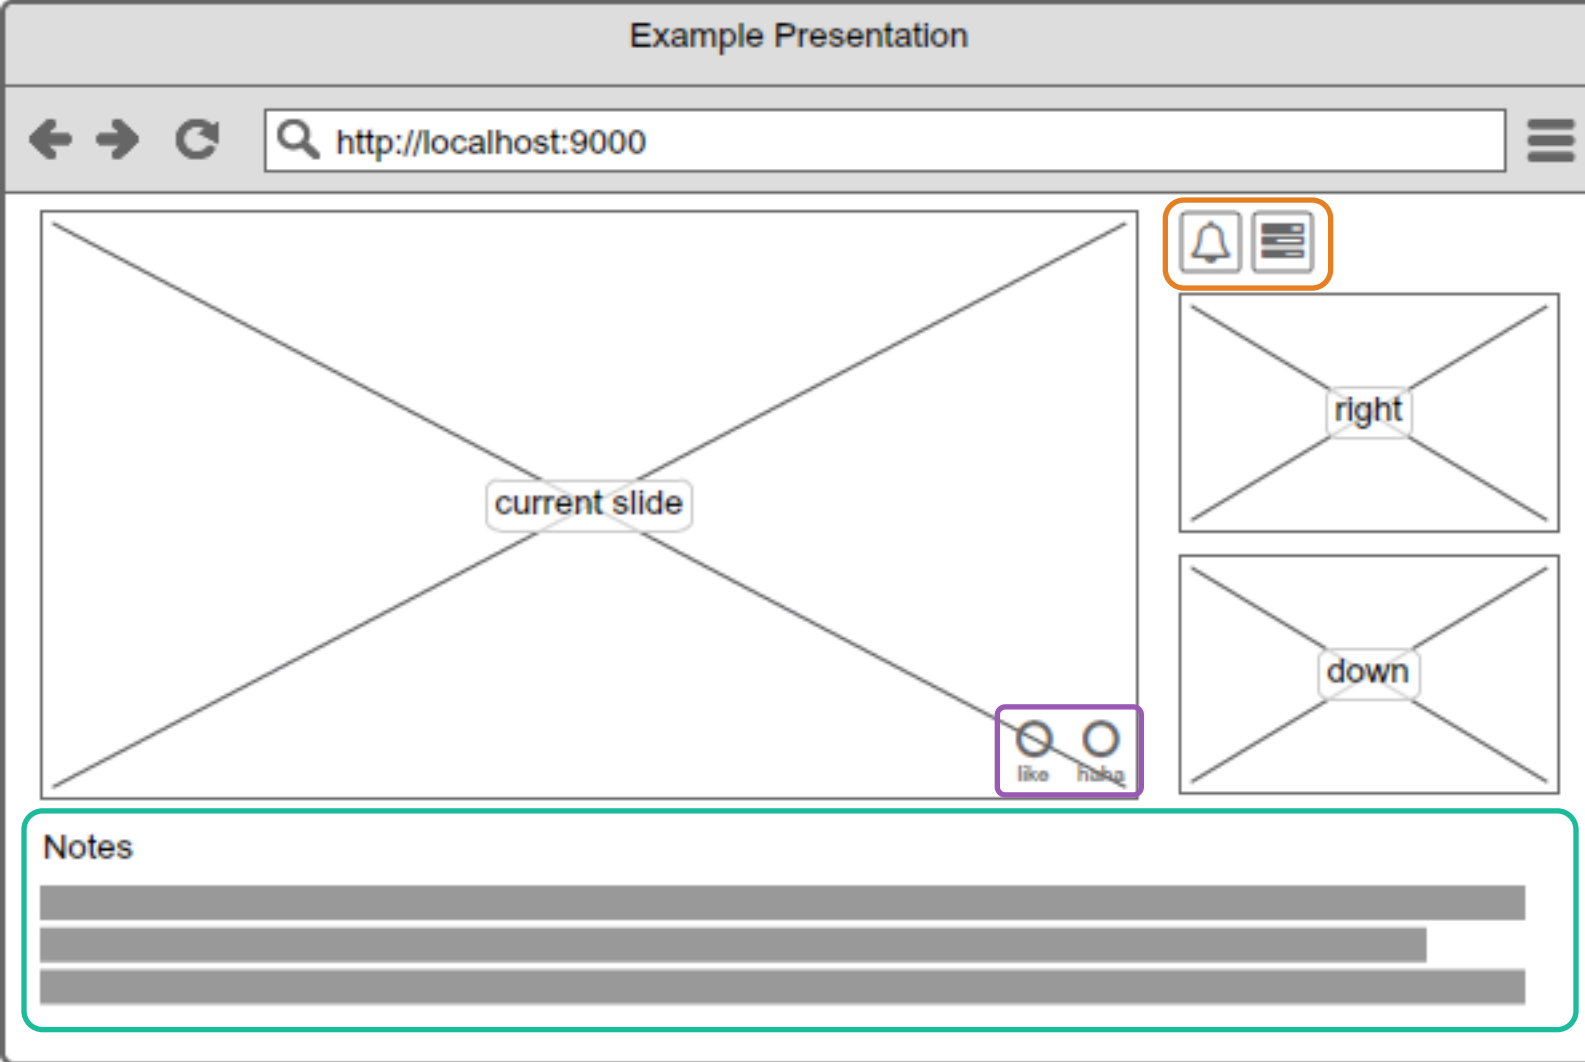 Example Presentation
http://localhost:9000
current slide
right
down
like
haha
Notes